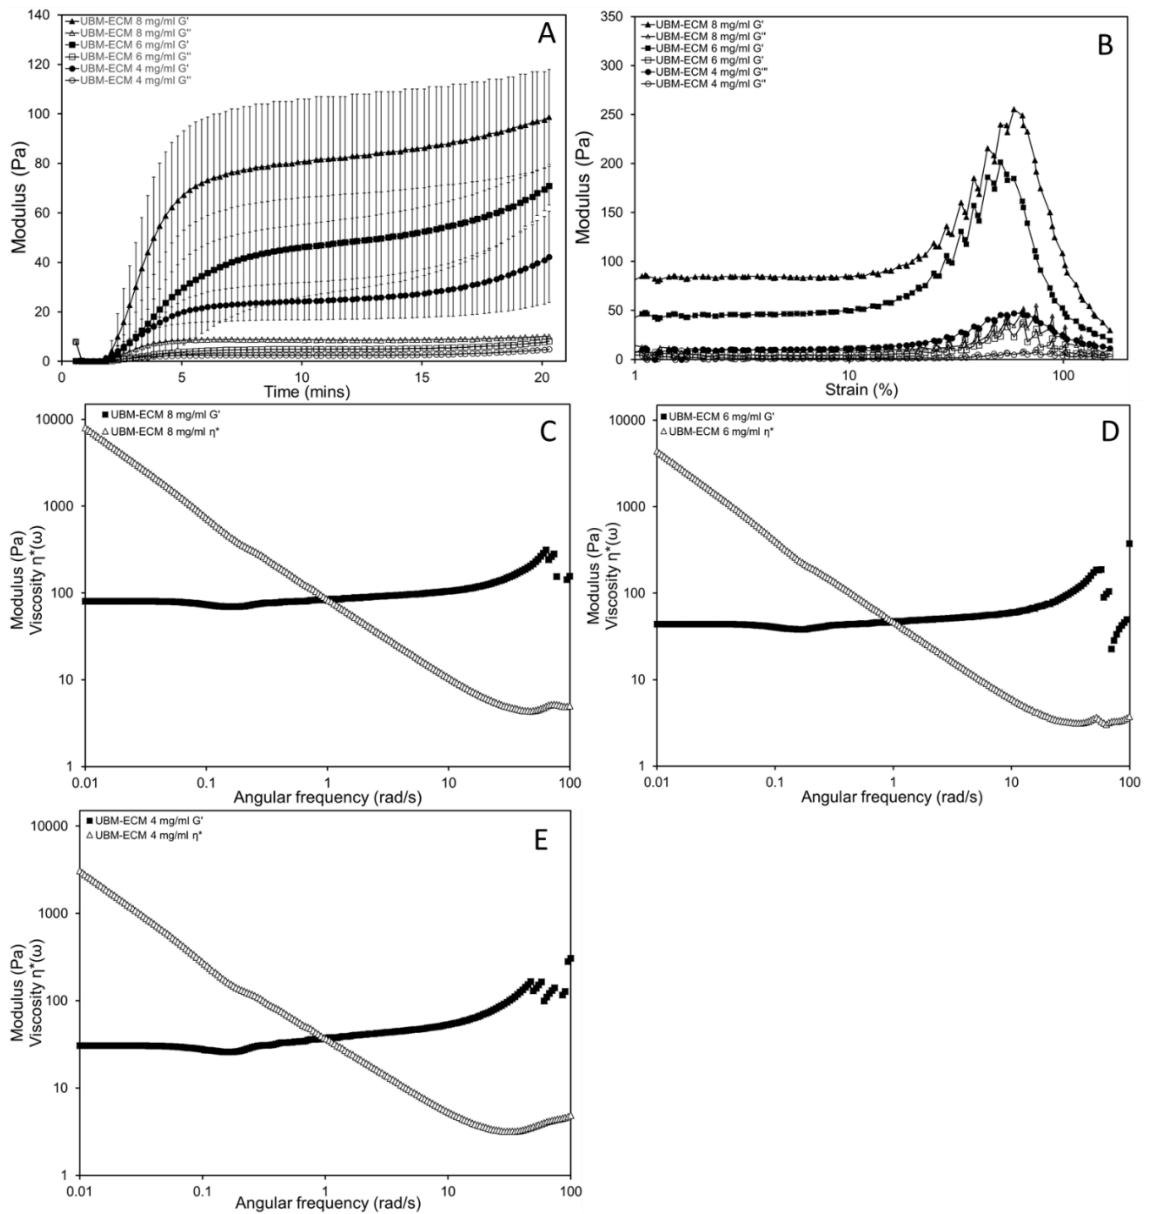 A
UBM-ECM 8 mg/ml G'
UBM-ECM 8 mg/ml G''
UBM-ECM 6 mg/ml G'
UBM-ECM 6 mg/ml G''
UBM-ECM 4 mg/ml G'
UBM-ECM 4 mg/ml G''
140
120
100
80
60
40
20
0
Modulus (Pa)
0 5 10 15 20
Time (mins)
B
UBM-ECM 8 mg/ml G'
UBM-ECM 8 mg/ml G''
UBM-ECM 6 mg/ml G'
UBM-ECM 6 mg/ml G'
UBM-ECM 4 mg/ml G'''
UBM-ECM 4 mg/ml G''
350
300
250
200
150
100
50
0
Modulus (Pa)
1 10 100
Strain (%)
C
UBM-ECM 8 mg/ml G'
UBM-ECM 8 mg/ml η*
10000
1000
100
10
1
Modulus (Pa)
Viscosity η*(ω)
0.01 0.1 1 10 100
Angular frequency (rad/s)
D
UBM-ECM 6 mg/ml G'
UBM-ECM 6 mg/ml η*
10000
1000
100
10
1
Modulus (Pa)
Viscosity η*(ω)
0.01 0.1 1 10 100
Angular frequency (rad/s)
E
UBM-ECM 4 mg/ml G'
UBM-ECM 4 mg/ml η*
10000
1000
100
10
1
Modulus (Pa)
Viscosity η*(ω)
0.01 0.1 1 10 100
Angular frequency (rad/s)